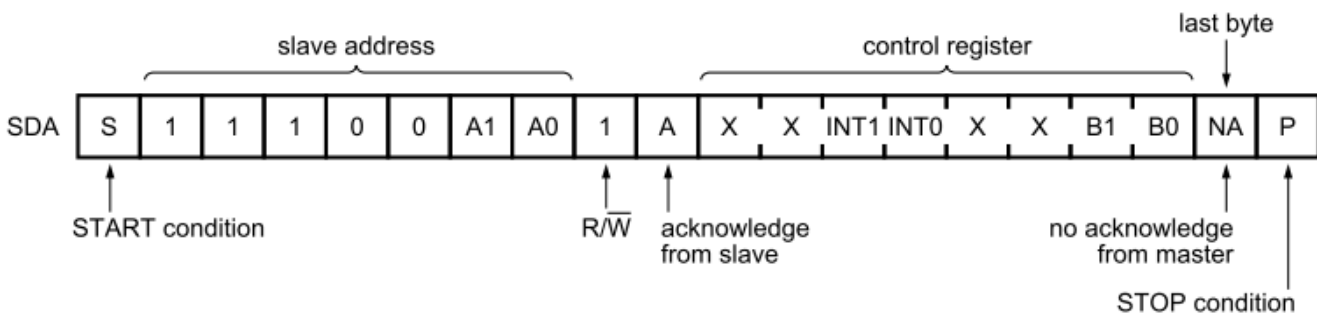 last byte
slave address control register
SDA S 1 1 1 0 0 A1 A0 1 A X X INT1 INT0 X X B1 B0 NA P
START condition R/W̅ acknowledge no acknowledge
from slave from master
STOP condition